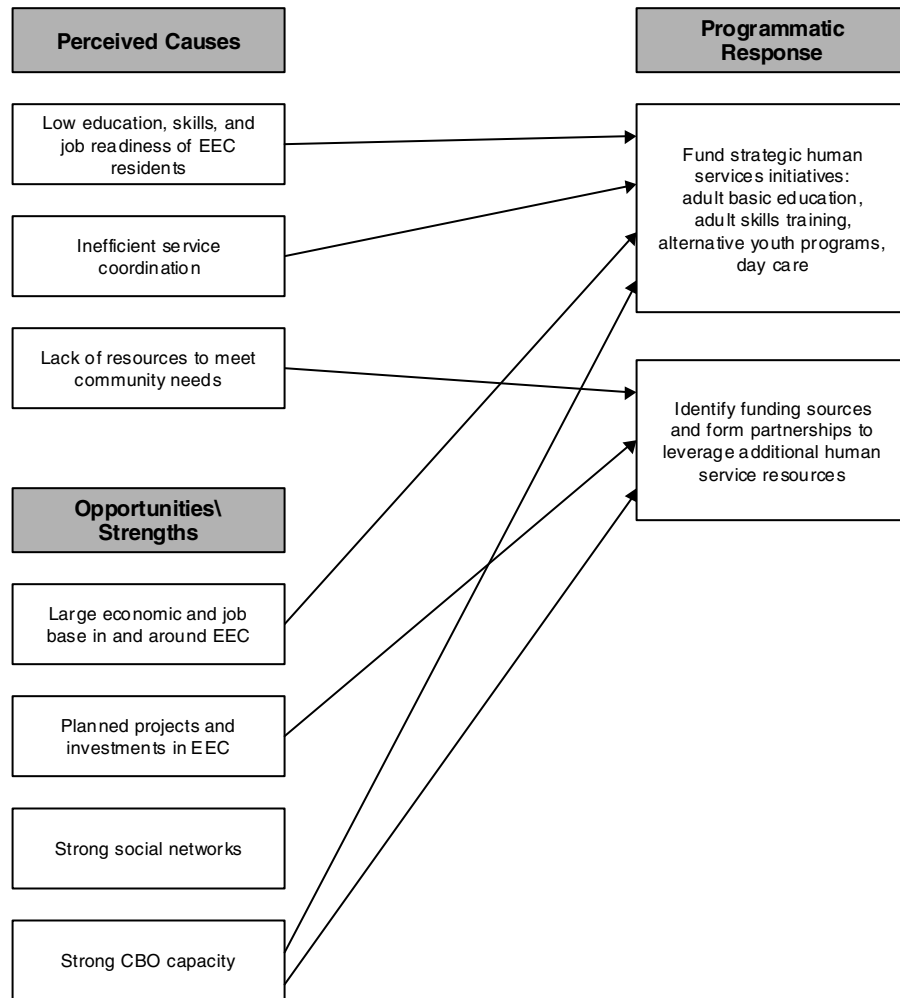 Perceived Causes
Low education, skills, and
job readiness of EEC
residents
Inefficient service
coordination
Lack of resources to meet
community needs
Opportunities\
Strengths
Large economic and job
base in and around EEC
Planned projects and
investments in EEC
Strong social networks
Strong CBO capacity
Programmatic
Response
Fund strategic human
services initiatives:
adult basic education,
adult skills training,
alternative youth programs,
day care
Identify funding sources
and form partnerships to
leverage additional human
service resources